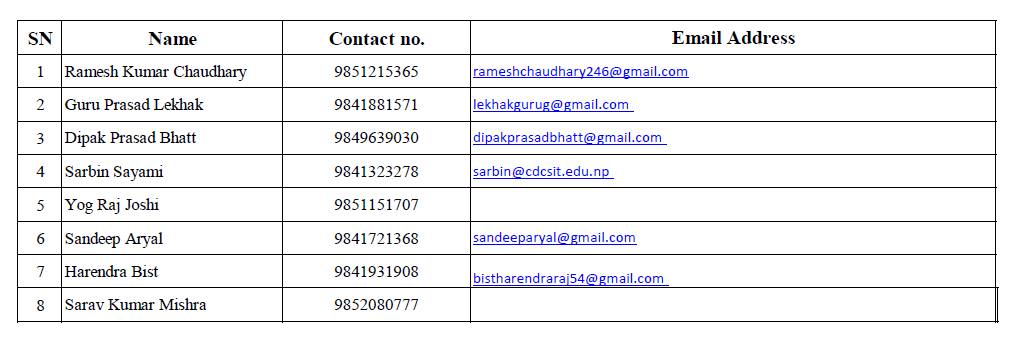 SN Name Contact no. Email Address
1 Ramesh Kumar Chaudhary 9851215365 rameshchaudhary246@gmail.com
2 Guru Prasad Lekhak 9841881571 lekhakgurug@gmail.com
3 Dipak Prasad Bhatt 9849639030 dipakprasadbhatt@gmail.com
4 Sarbin Sayami 9841323278 sarbin@cdcsit.edu.np
5 Yog Raj Joshi 9851151707
6 Sandeep Aryal 9841721368 sandeeparyal@gmail.com
7 Harendra Bist 9841931908 bistharendraraj54@gmail.com
8 Sarav Kumar Mishra 9852080777